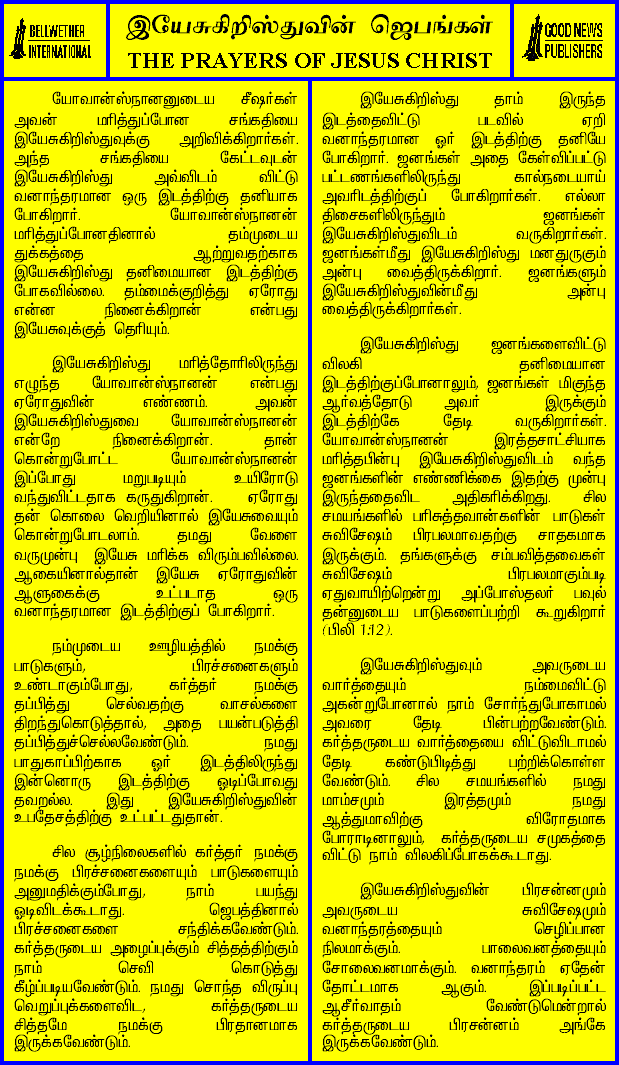 BELLWETHER
INTERNATIONAL
இயேசுகிறிஸ்துவின் ஜெபங்கள்
THE PRAYERS OF JESUS CHRIST
GOOD NEWS
PUBLISHERS
யோவான்ஸ்நானனுடைய சீஷர்கள்
அவன் மரித்துப்போன சங்கதியை
இயேசுகிறிஸ்துவுக்கு அறிவிக்கிறார்கள்.
அந்த சங்கதியை கேட்டவுடன்
இயேசுகிறிஸ்து அவ்விடம் விட்டு
வனாந்தரமான ஒரு இடத்திற்கு தனியாக
போகிறார். யோவான்ஸ்நானன்
மரித்துப்போனதினால் தம்முடைய
துக்கத்தை ஆற்றுவதற்காக
இயேசுகிறிஸ்து தனிமையான இடத்திற்கு
போகவில்லை. தம்மைக்குறித்து ஏரோது
என்ன நினைக்கிறான் என்பது
இயேசுவுக்குத் தெரியும்.
இயேசுகிறிஸ்து மரித்தோரிலிருந்து
எழுந்த யோவான்ஸ்நானன் என்பது
ஏரோதுவின் எண்ணம். அவன்
இயேசுகிறிஸ்துவை யோவான்ஸ்நானன்
என்றே நினைக்கிறான். தான்
கொன்றுபோட்ட யோவான்ஸ்நானன்
இப்போது மறுபடியும் உயிரோடு
வந்துவிட்டதாக கருதுகிறான். ஏரோது
தன் கொலை வெறியினால் இயேசுவையும்
கொன்றுபோடலாம். தமது வேளை
வருமுன்பு இயேசு மரிக்க விரும்பவில்லை.
ஆகையினால்தான் இயேசு ஏரோதுவின்
ஆளுகைக்கு உட்படாத ஒரு
வனாந்தரமான இடத்திற்குப் போகிறார்.
நம்முடைய ஊழியத்தில் நமக்கு
பாடுகளும், பிரச்சனைகளும்
உண்டாகும்போது, கர்த்தர் நமக்கு
தப்பித்து செல்வதற்கு வாசல்களை
திறந்துகொடுத்தால், அதை பயன்படுத்தி
தப்பித்துச்செல்லவேண்டும். நமது
பாதுகாப்பிற்காக ஓர் இடத்திலிருந்து
இன்னொரு இடத்திற்கு ஓடிப்போவது
தவறல்ல. இது இயேசுகிறிஸ்துவின்
உபதேசத்திற்கு உட்பட்டதுதான்.
சில சூழ்நிலைகளில் கர்த்தர் நமக்கு
நமக்கு பிரச்சனைகளையும் பாடுகளையும்
அனுமதிக்கும்போது, நாம் பயந்து
ஓடிவிடக்கூடாது. ஜெபத்தினால்
பிரச்சனைகளை சந்திக்கவேண்டும்.
கர்த்தருடைய அழைப்புக்கும் சித்தத்திற்கும்
நாம் செவி கொடுத்து
கீழ்ப்படியவேண்டும். நமது சொந்த விருப்பு
வெறுப்புக்களைவிட, கர்த்தருடைய
சித்தமே நமக்கு பிரதானமாக
இருக்கவேண்டும்.
இயேசுகிறிஸ்து தாம் இருந்த
இடத்தைவிட்டு படவில் ஏறி
வனாந்தரமான ஓர் இடத்திற்கு தனியே
போகிறார். ஜனங்கள் அதை கேள்விப்பட்டு
பட்டணங்களிலிருந்து கால்நடையாய்
அவரிடத்திற்குப் போகிறார்கள். எல்லா
திசைகளிலிருந்தும் ஜனங்கள்
இயேசுகிறிஸ்துவிடம் வருகிறார்கள்.
ஜனங்கள்மீது இயேசுகிறிஸ்து மனதுருகும்
அன்பு வைத்திருக்கிறார். ஜனங்களும்
இயேசுகிறிஸ்துவின்மீது அன்பு
வைத்திருக்கிறார்கள்.
இயேசுகிறிஸ்து ஜனங்களைவிட்டு
விலகி தனிமையான
இடத்திற்குப்போனாலும், ஜனங்கள் மிகுந்த
ஆர்வத்தோடு அவர் இருக்கும்
இடத்திற்கே தேடி வருகிறார்கள்.
யோவான்ஸ்நானன் இரத்தசாட்சியாக
மரித்தபின்பு இயேசுகிறிஸ்துவிடம் வந்த
ஜனங்களின் எண்ணிக்கை இதற்கு முன்பு
இருந்ததைவிட அதிகரிக்கிறது. சில
சமயங்களில் பரிசுத்தவான்களின் பாடுகள்
சுவிசேஷம் பிரபலமாவதற்கு சாதகமாக
இருக்கும். தங்களுக்கு சம்பவித்தவைகள்
சுவிசேஷம் பிரபலமாகும்படி
ஏதுவாயிற்றென்று அப்போஸ்தலர் பவுல்
தன்னுடைய பாடுகளைப்பற்றி கூறுகிறார்
(பிலி 1:12).
இயேசுகிறிஸ்துவும் அவருடைய
வார்த்தையும் நம்மைவிட்டு
அகன்றுபோனால் நாம் சோர்ந்துபோகாமல்
அவரை தேடி பின்பற்றவேண்டும்.
கர்த்தருடைய வார்த்தையை விட்டுவிடாமல்
தேடி கண்டுபிடித்து பற்றிக்கொள்ள
வேண்டும். சில சமயங்களில் நமது
மாம்சமும் இரத்தமும் நமது
ஆத்துமாவிற்கு விரோதமாக
போராடினாலும், கர்த்தருடைய சமுகத்தை
விட்டு நாம் விலகிப்போகக்கூடாது.
இயேசுகிறிஸ்துவின் பிரசன்னமும்
அவருடைய சுவிசேஷமும்
வனாந்தரத்தையும் செழிப்பான
நிலமாக்கும். பாலைவனத்தையும்
சோலைவனமாக்கும். வனாந்தரம் ஏதேன்
தோட்டமாக ஆகும். இப்படிப்பட்ட
ஆசீர்வாதம் வேண்டுமென்றால்
கர்த்தருடைய பிரசன்னம் அங்கே
இருக்கவேண்டும்.